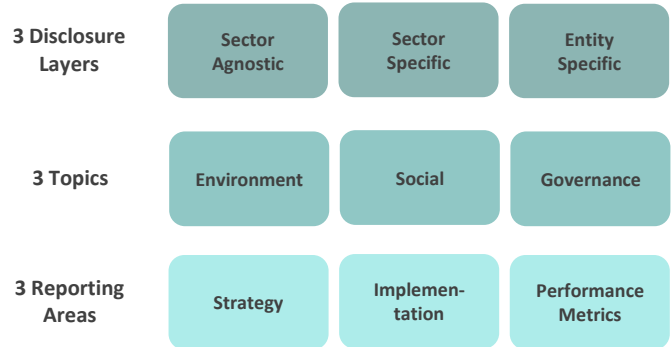 3 Disclosure
Layers
Sector
Agnostic
Sector
Specific
Entity
Specific
3 Topics
Environment
Social
Governance
3 Reporting
Areas
Strategy
Implemen-
tation
Performance
Metrics